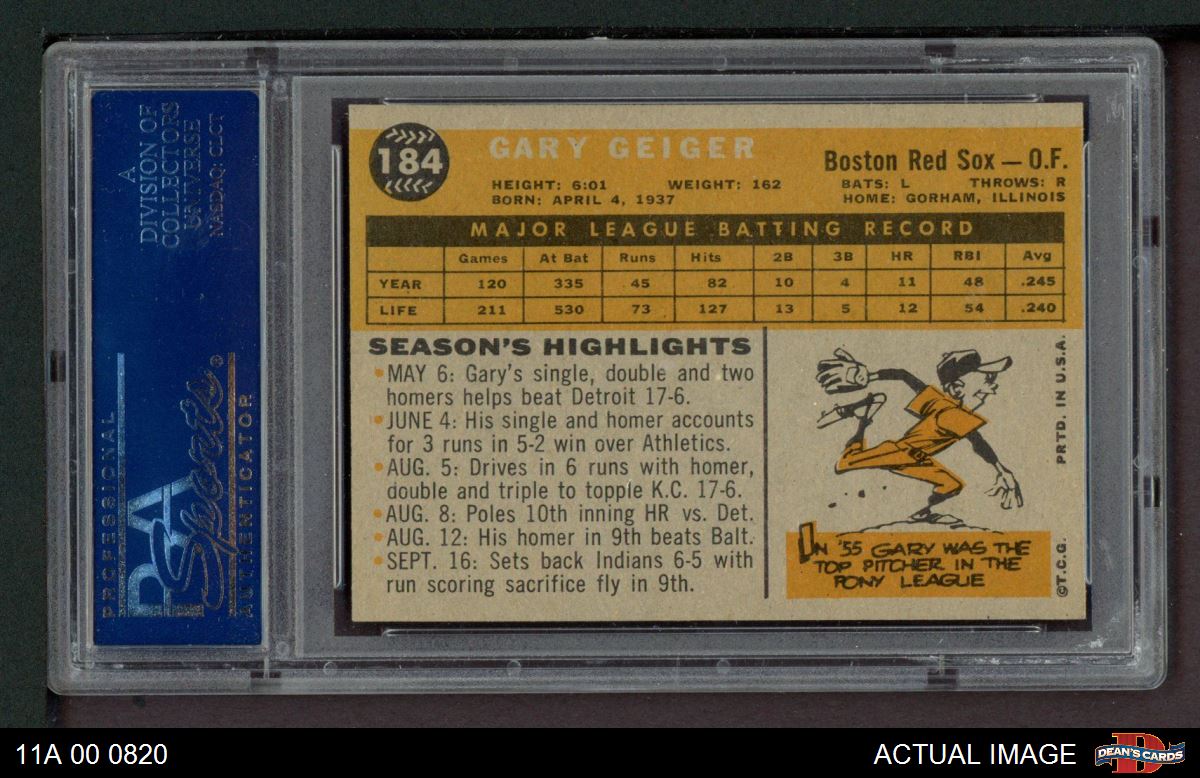 A
DIVISION OF
COLLECTORS
UNIVERSE
NASDAQ: CLCT
PROFESSIONAL
PSA
Sports®
AUTHENTICATOR
184
GARY GEIGER
Boston Red Sox — O.F.
HEIGHT: 6:01 WEIGHT: 162 BATS: L THROWS: R
BORN: APRIL 4, 1937 HOME: GORHAM, ILLINOIS
MAJOR LEAGUE BATTING RECORD
Games At Bat Runs Hits 2B 3B HR RBI Avg
YEAR 120 335 45 82 10 4 11 48 .245
LIFE 211 530 73 127 13 5 12 54 .240
SEASON'S HIGHLIGHTS
• MAY 6: Gary's single, double and two
homers helps beat Detroit 17-6.
• JUNE 4: His single and homer accounts
for 3 runs in 5-2 win over Athletics.
• AUG. 5: Drives in 6 runs with homer,
double and triple to topple K.C. 17-6.
• AUG. 8: Poles 10th inning HR vs. Det.
• AUG. 12: His homer in 9th beats Balt.
• SEPT. 16: Sets back Indians 6-5 with
run scoring sacrifice fly in 9th.
IN '55 GARY WAS THE
TOP PITCHER IN THE
PONY LEAGUE
©T.C.G. PRTD. IN U.S.A.
11A 00 0820
ACTUAL IMAGE
D
DEAN'S CARDS